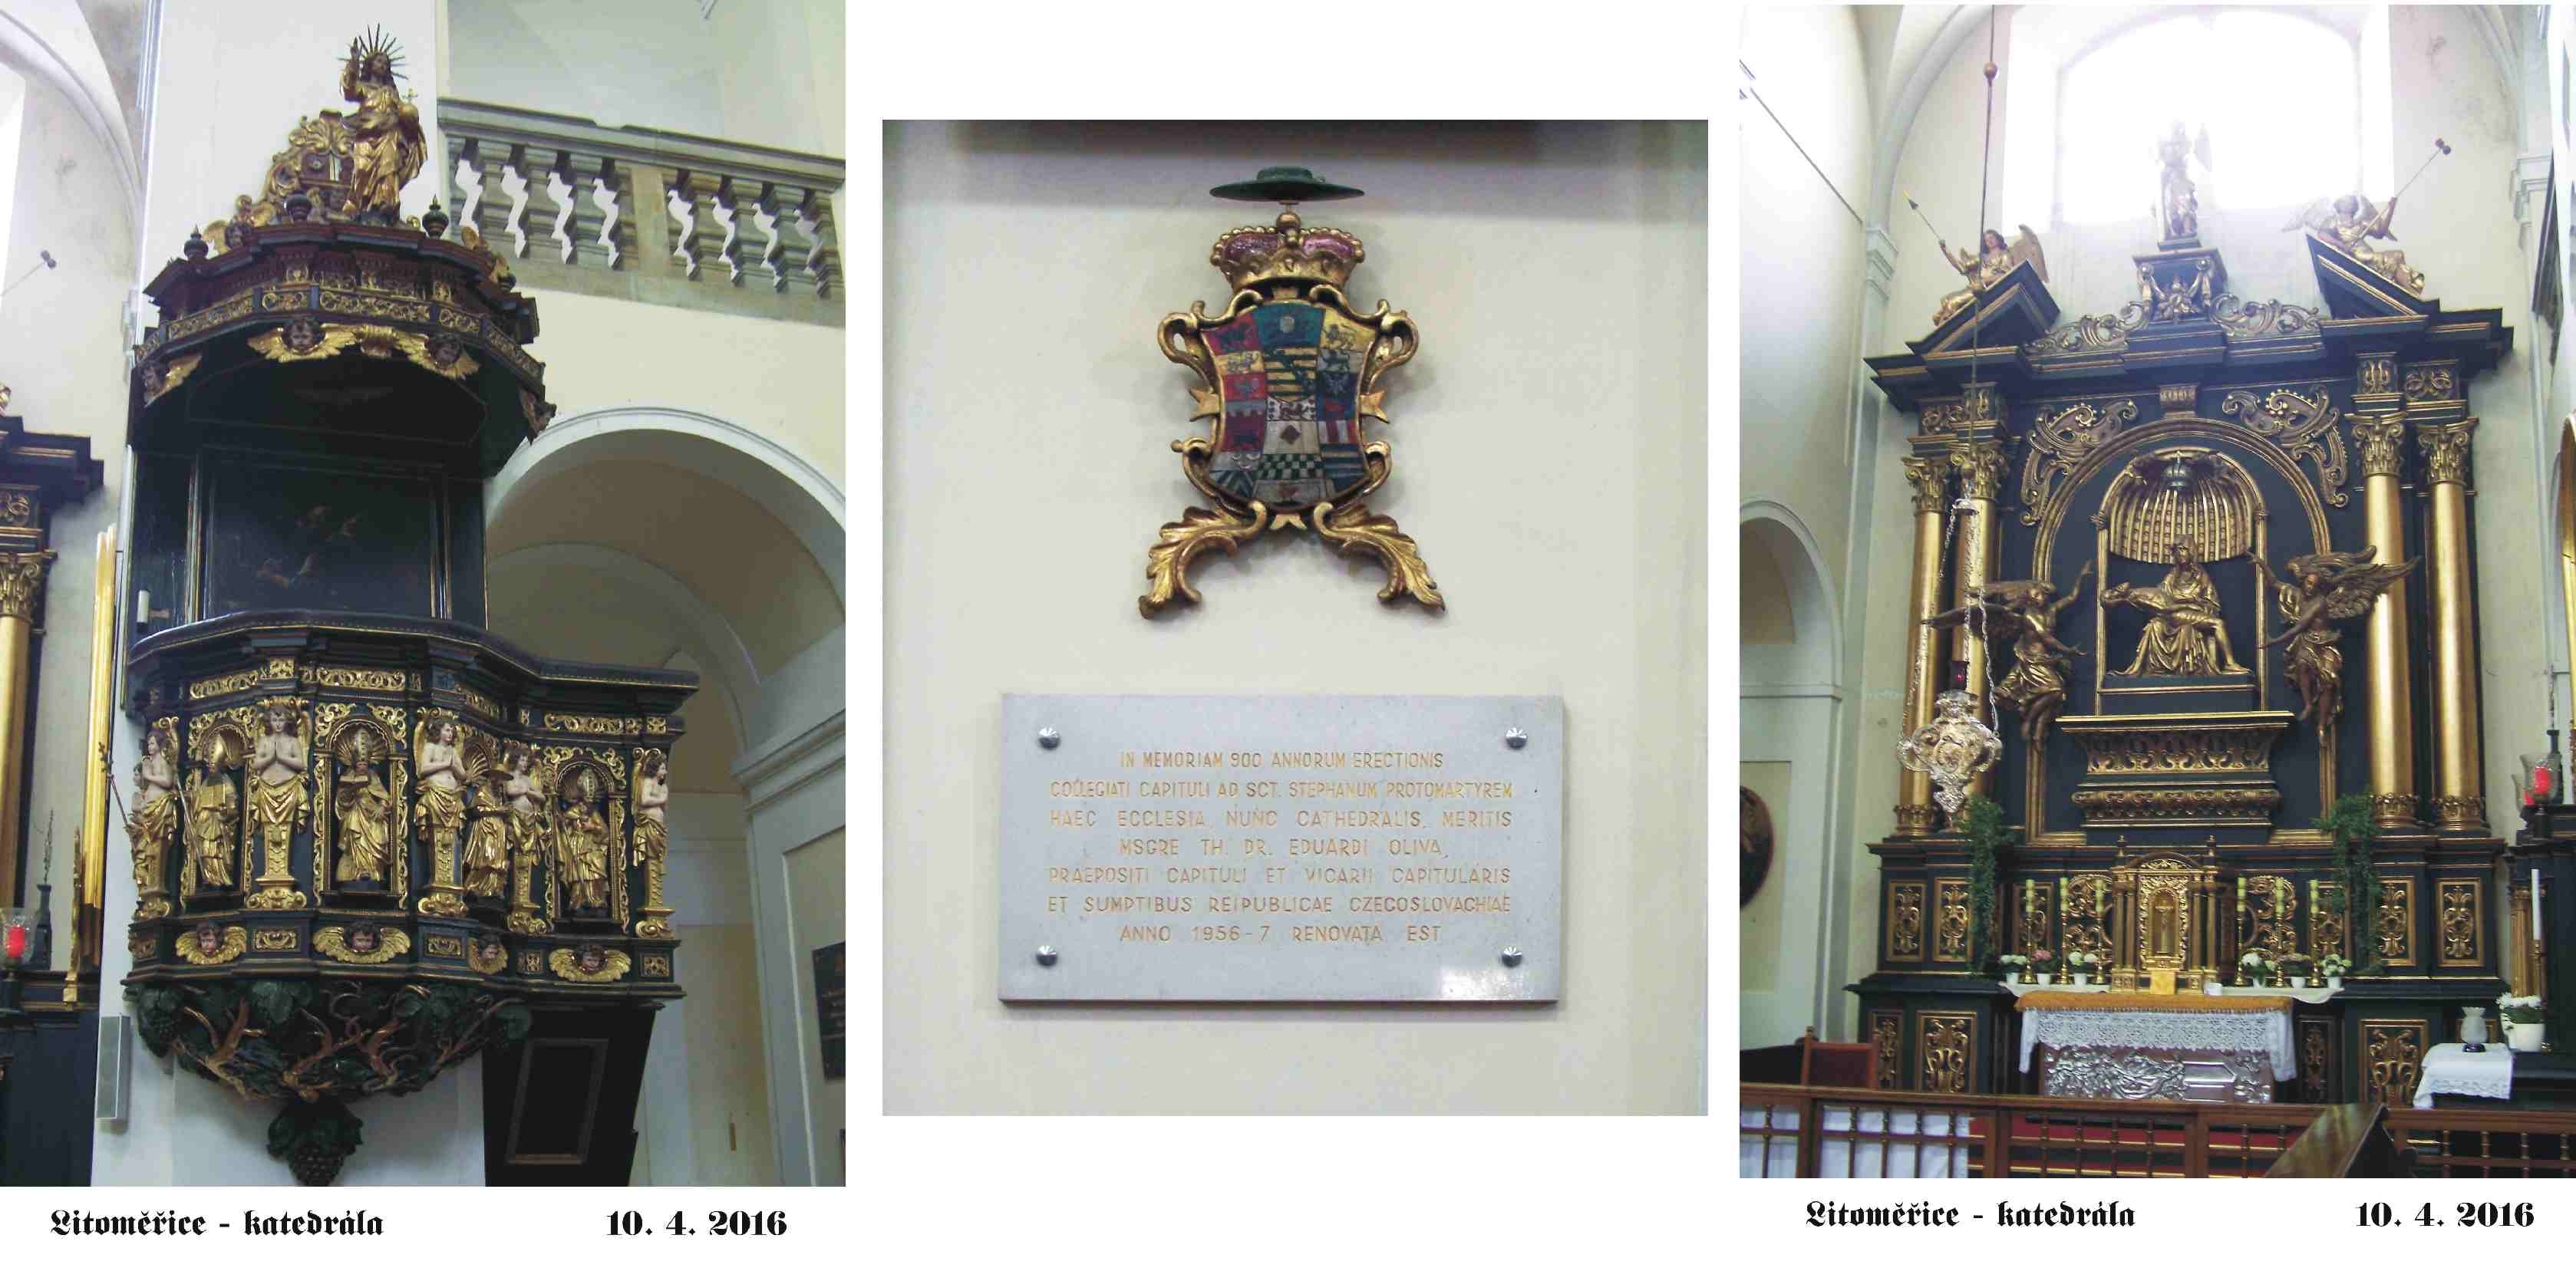 IN MEMORIAM 900 ANNORUM ERECTIONIS
COLLEGIATI CAPITULI AD SCT. STEPHANUM PROTOMARTYREM
HAEC ECCLESIA, NUNC CATHEDRALIS, MERITIS
MSGRE TH. DR. EDUARDI OLIVA,
PRAEPOSITI CAPITULI ET VICARII CAPITULARIS
ET SUMPTIBUS REIPUBLICAE CZECOSLOVACHIAE
ANNO 1956-7 RENOVATA EST
Litoměřice - katedrála 10. 4. 2016
Litoměřice - katedrála 10. 4. 2016